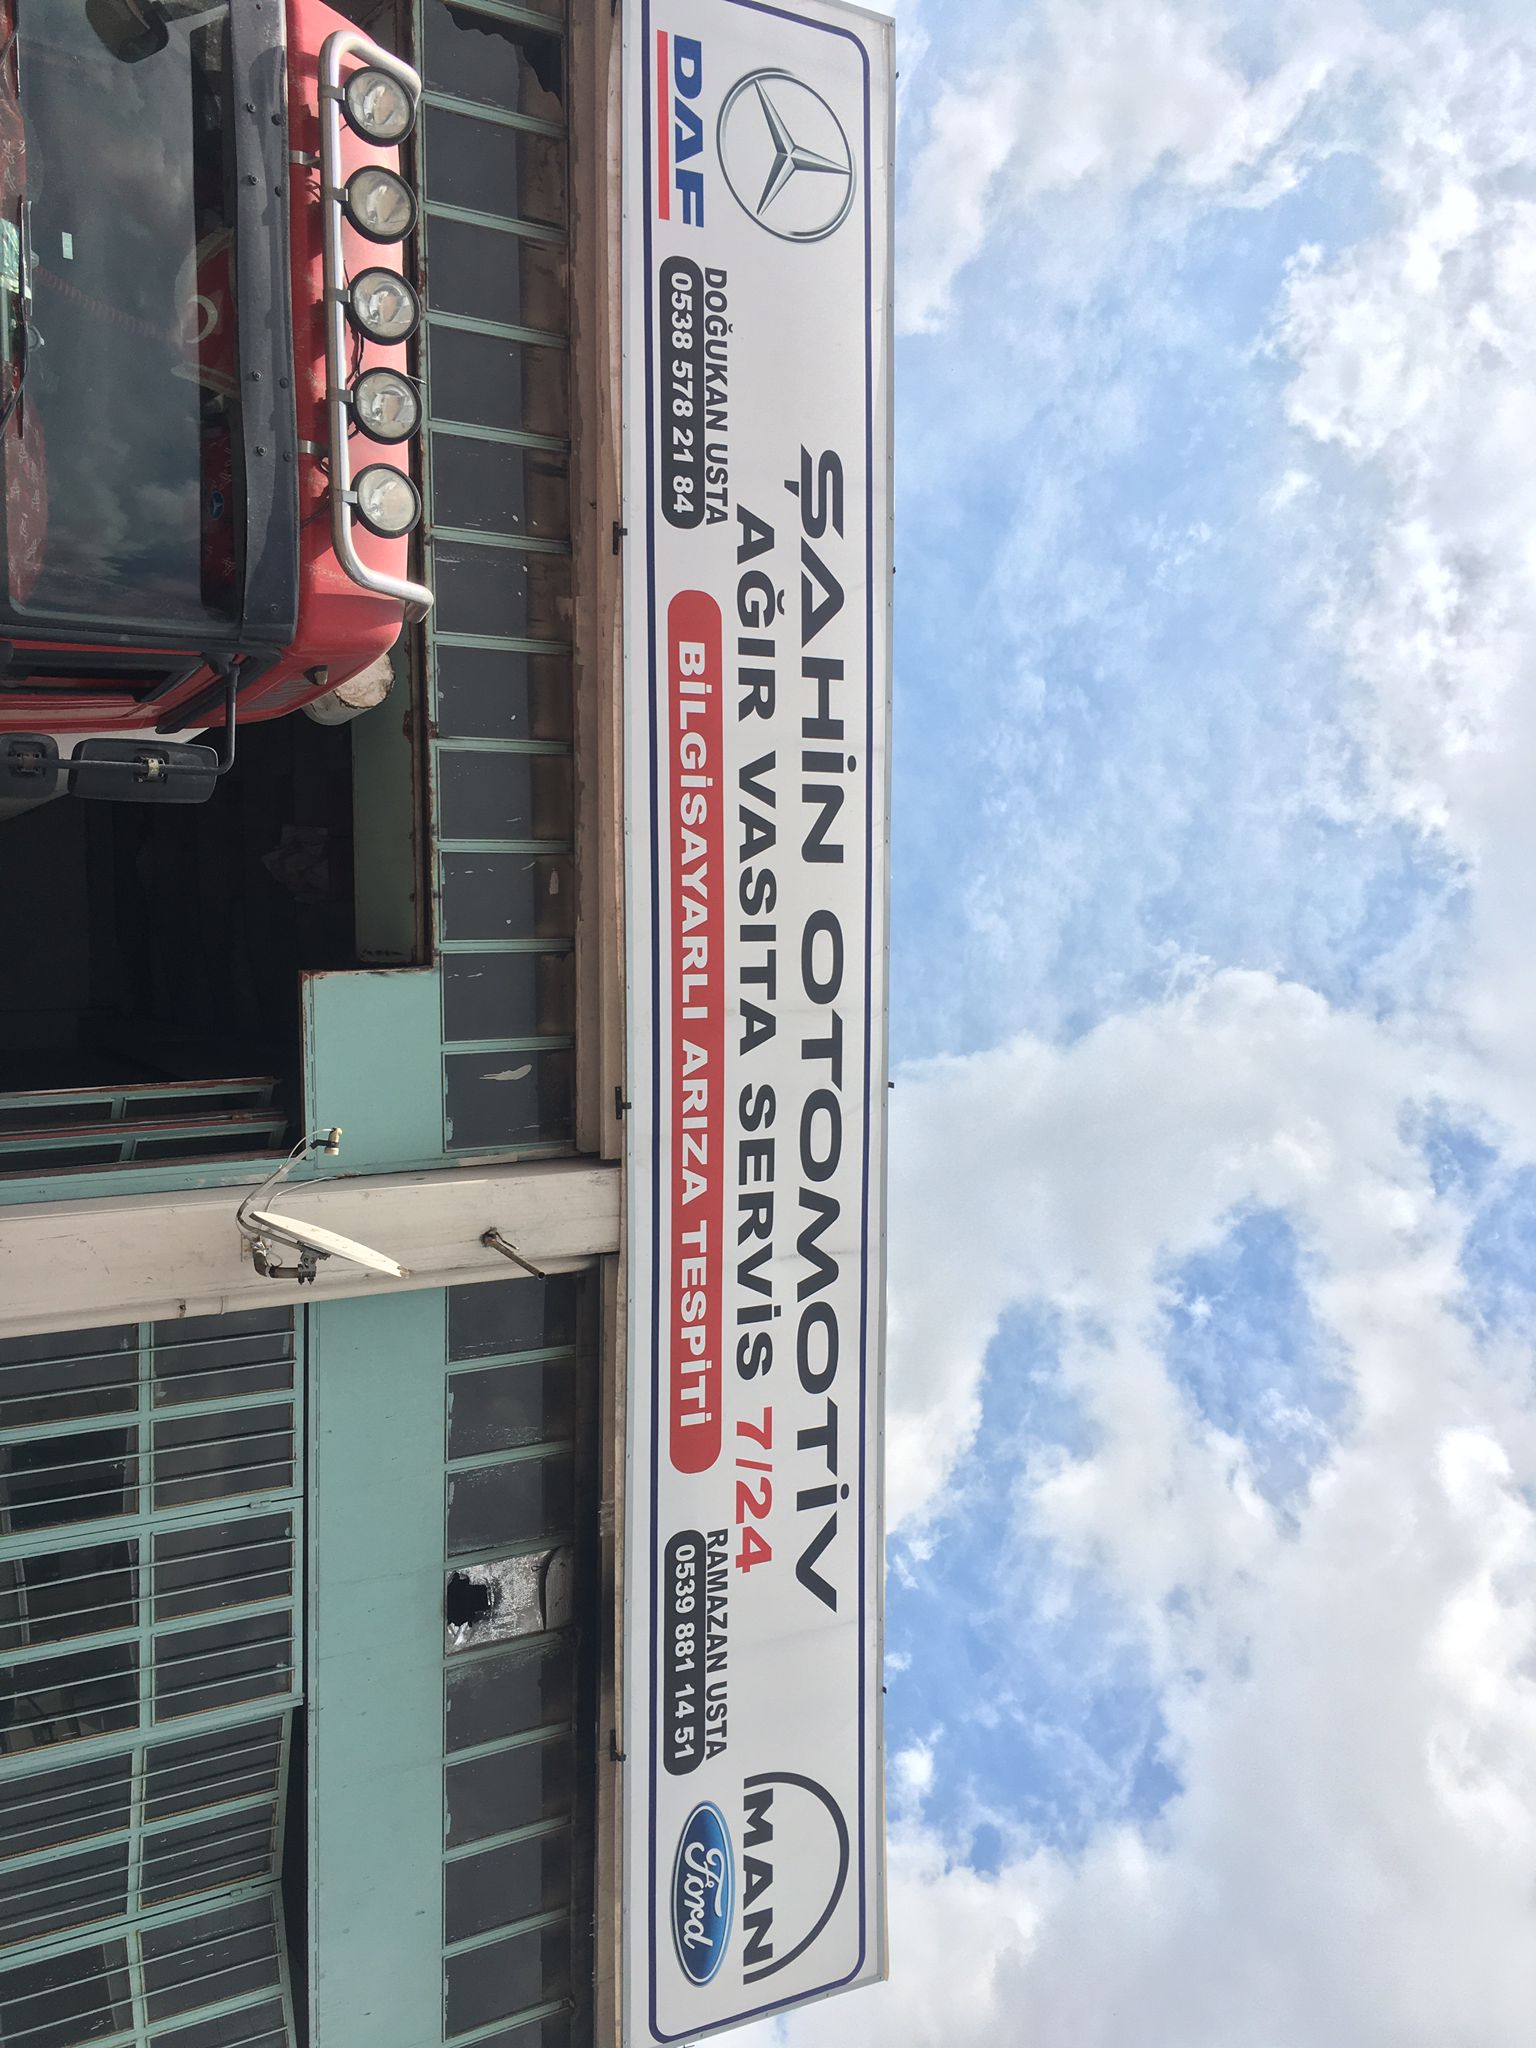 ŞAHİN OTOMOTİV
AĞIR VASITA SERVİS 7/24
BİLGİSAYARLI ARIZA TESPİTİ
DAF
DOĞUKAN USTA
0538 578 21 84
RAMAZAN USTA
0539 881 14 51
MAN
Ford